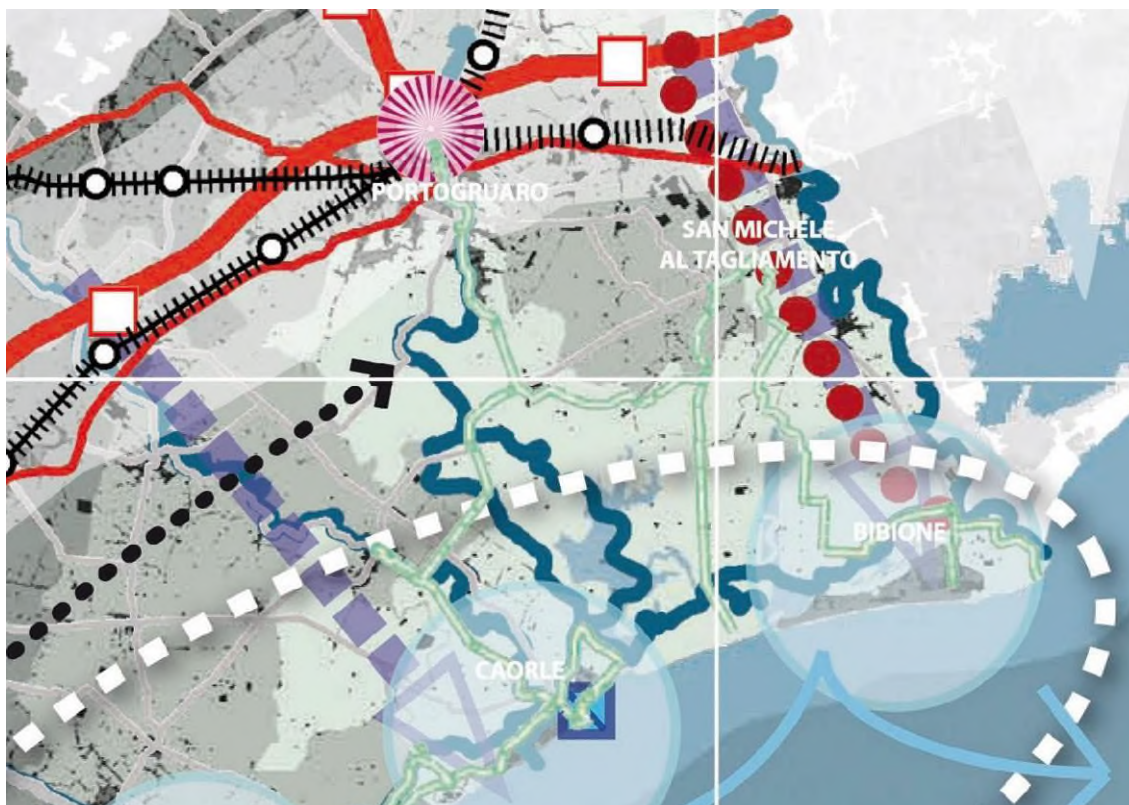 PORTOGRUARO
SAN MICHELE
AL TAGLIAMENTO
BIBIONE
CAORLE